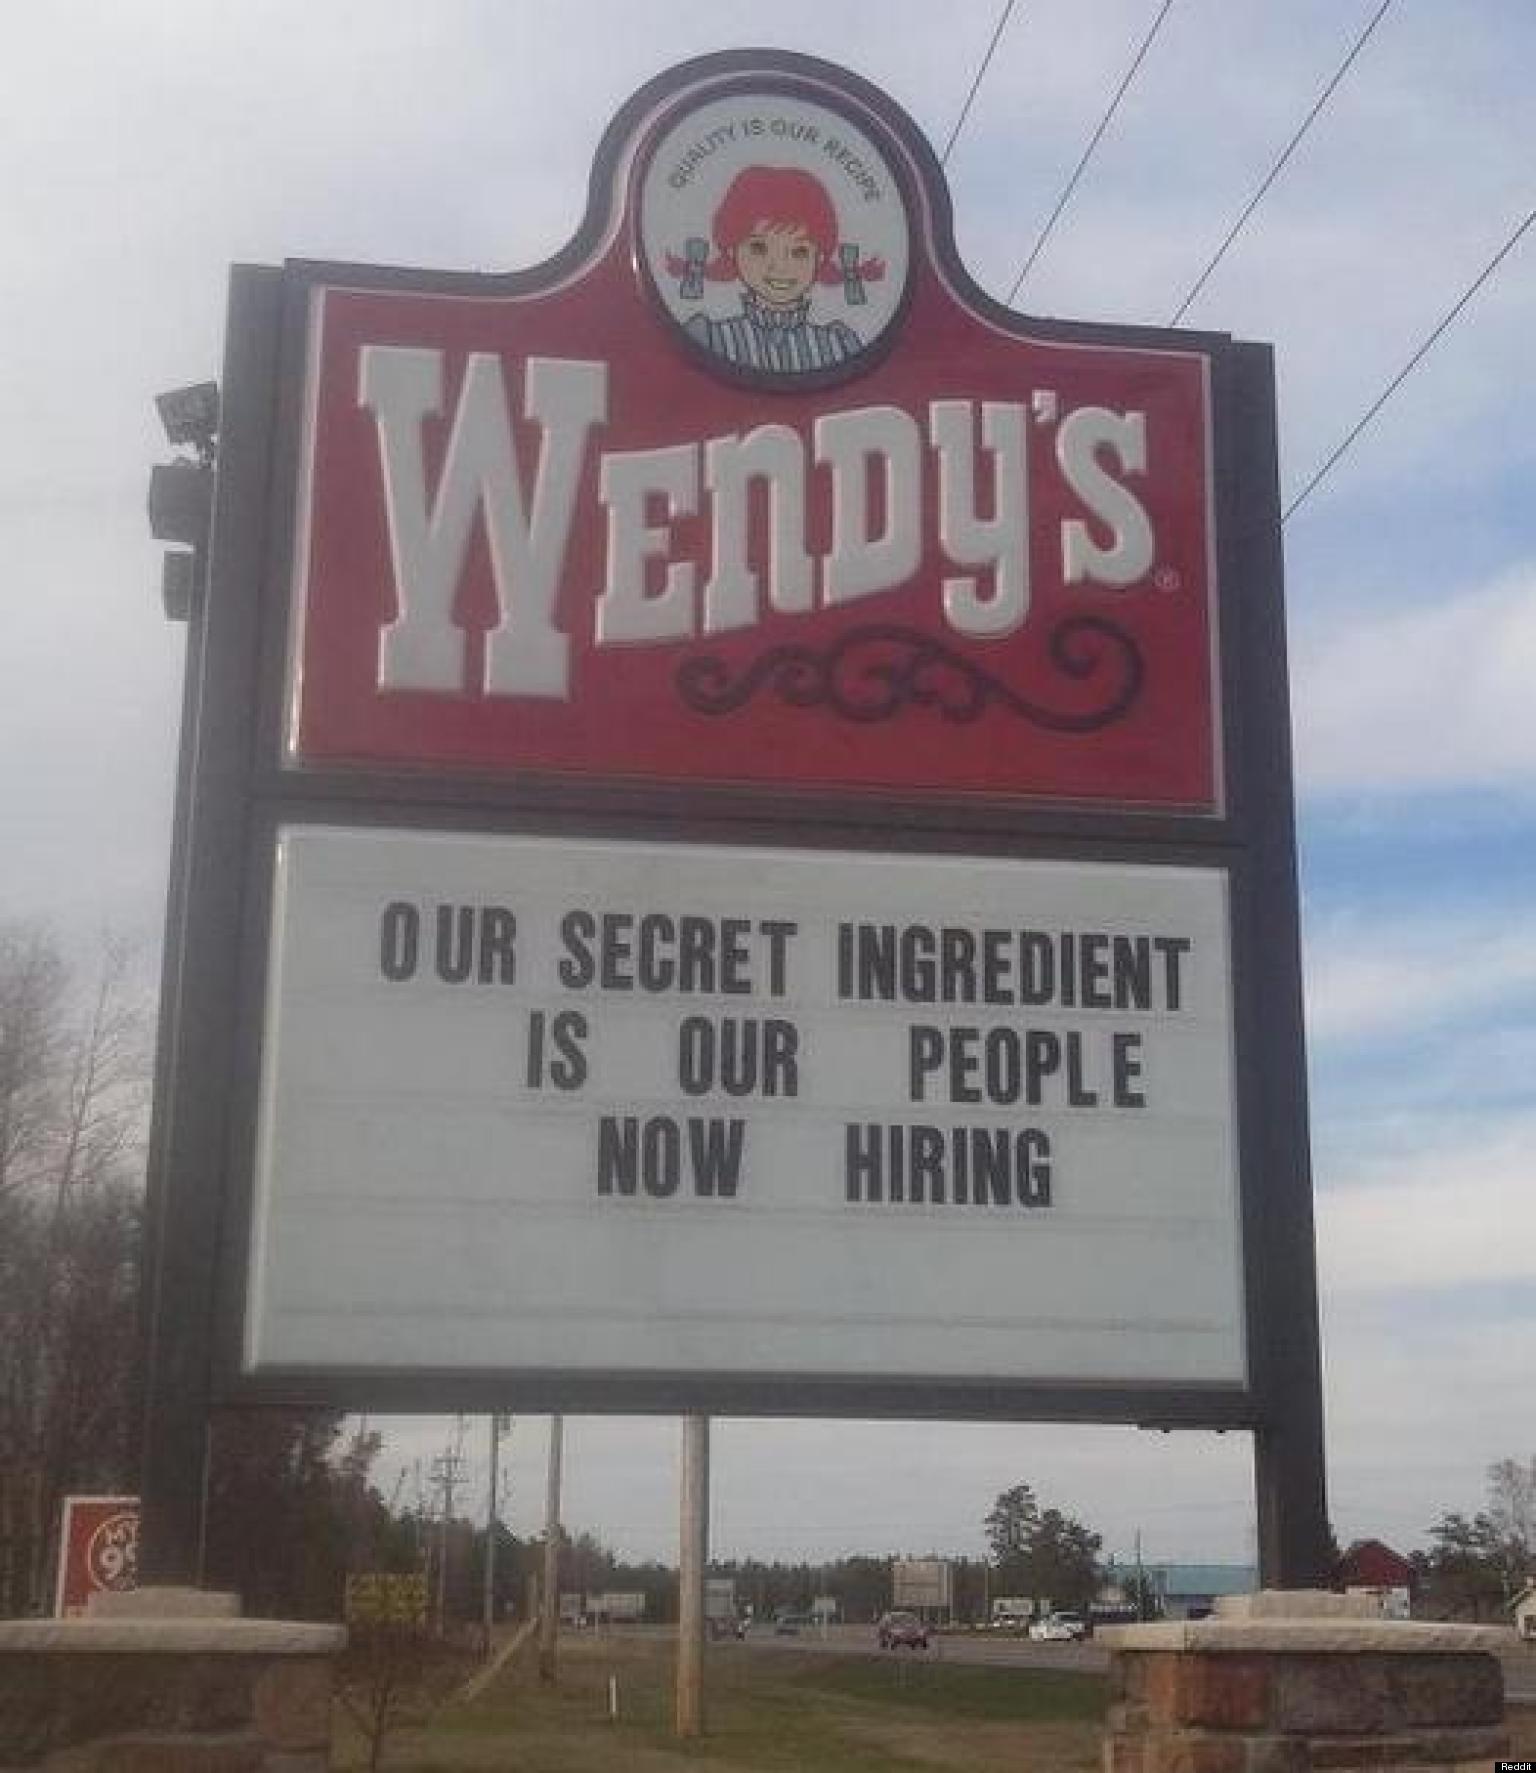 QUALITY IS OUR RECIPE
WENDY'S®
OUR SECRET INGREDIENT
IS OUR PEOPLE
NOW HIRING
Reddit